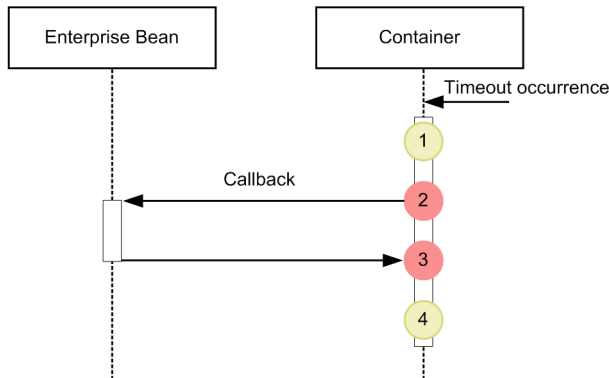 Enterprise Bean
Container
Timeout occurrence
1
Callback
2
3
4